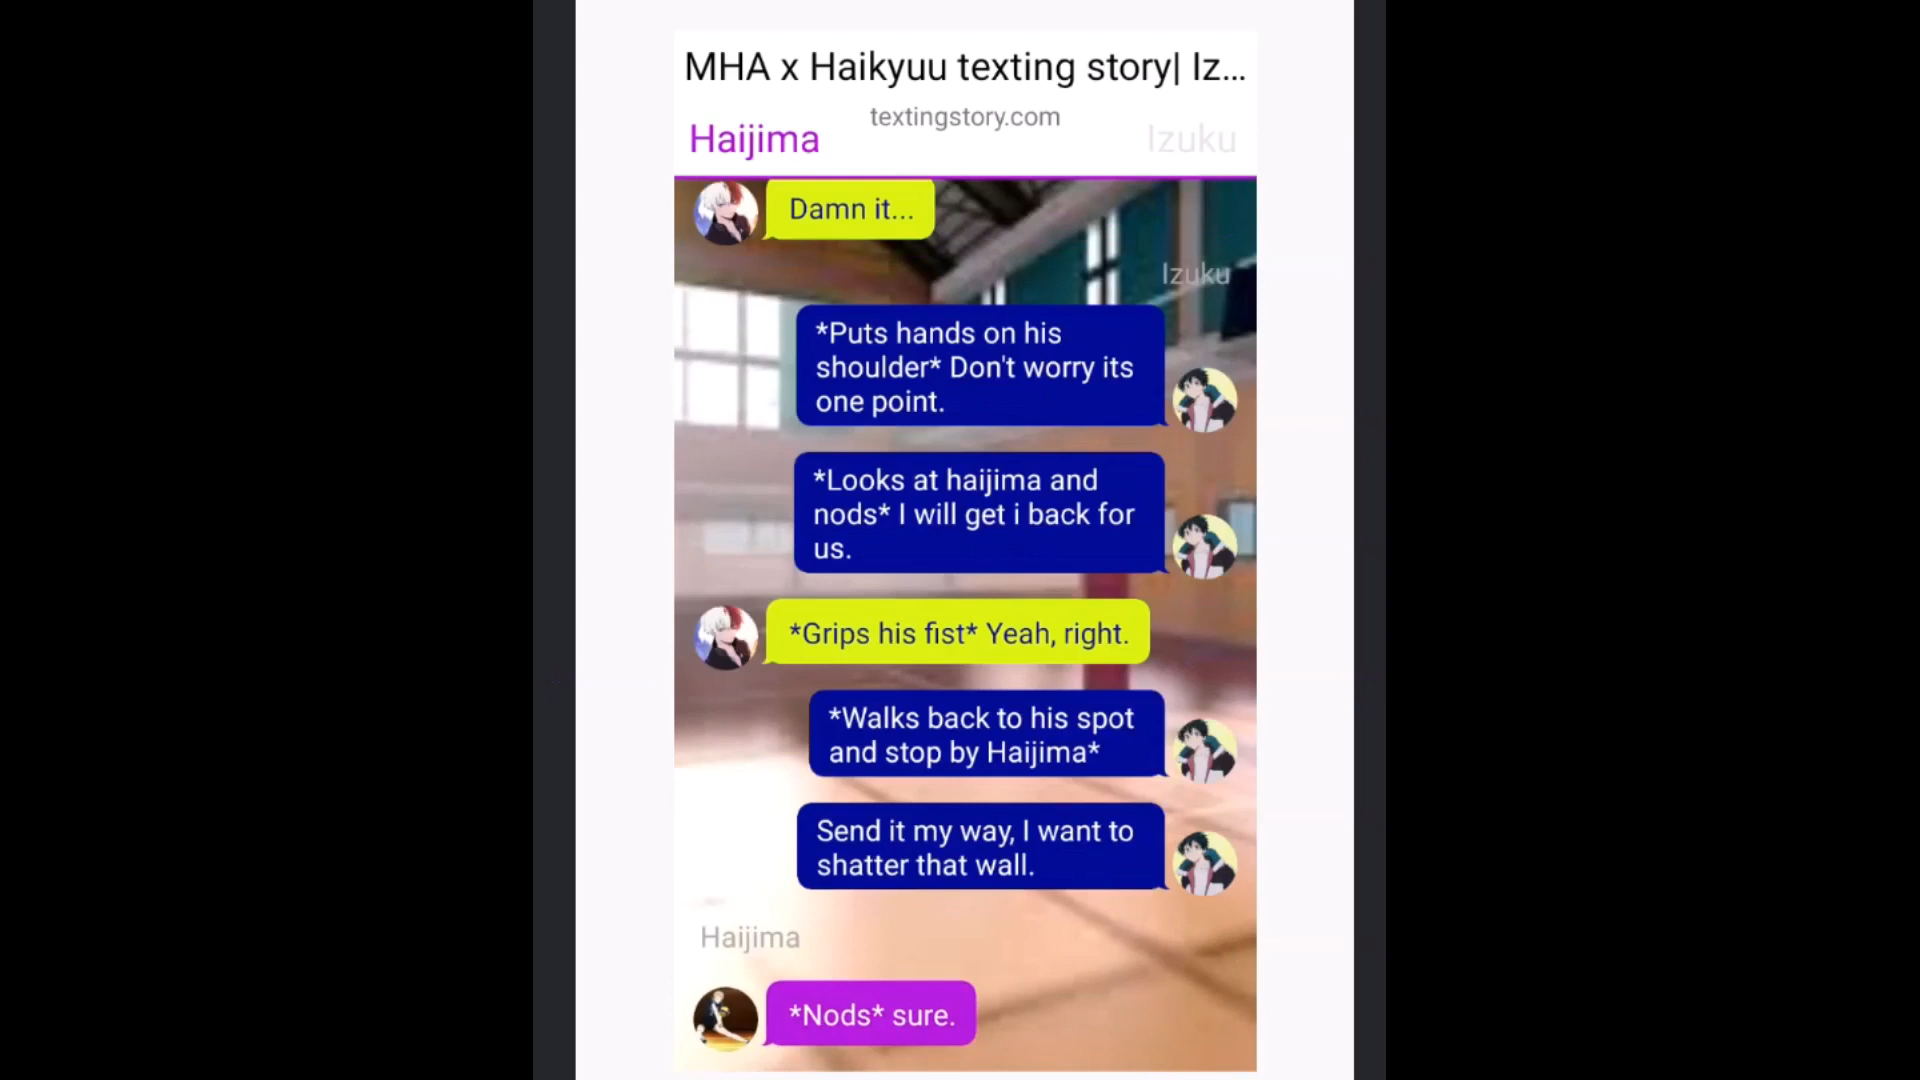 MHA x Haikyuu texting story| Iz...
textingstory.com
Haijima
Izuku
Damn it...
Izuku
*Puts hands on his
shoulder* Don't worry its
one point.
*Looks at haijima and
nods* I will get i back for
us.
*Grips his fist* Yeah, right.
*Walks back to his spot
and stop by Haijima*
Send it my way, I want to
shatter that wall.
Haijima
*Nods* sure.